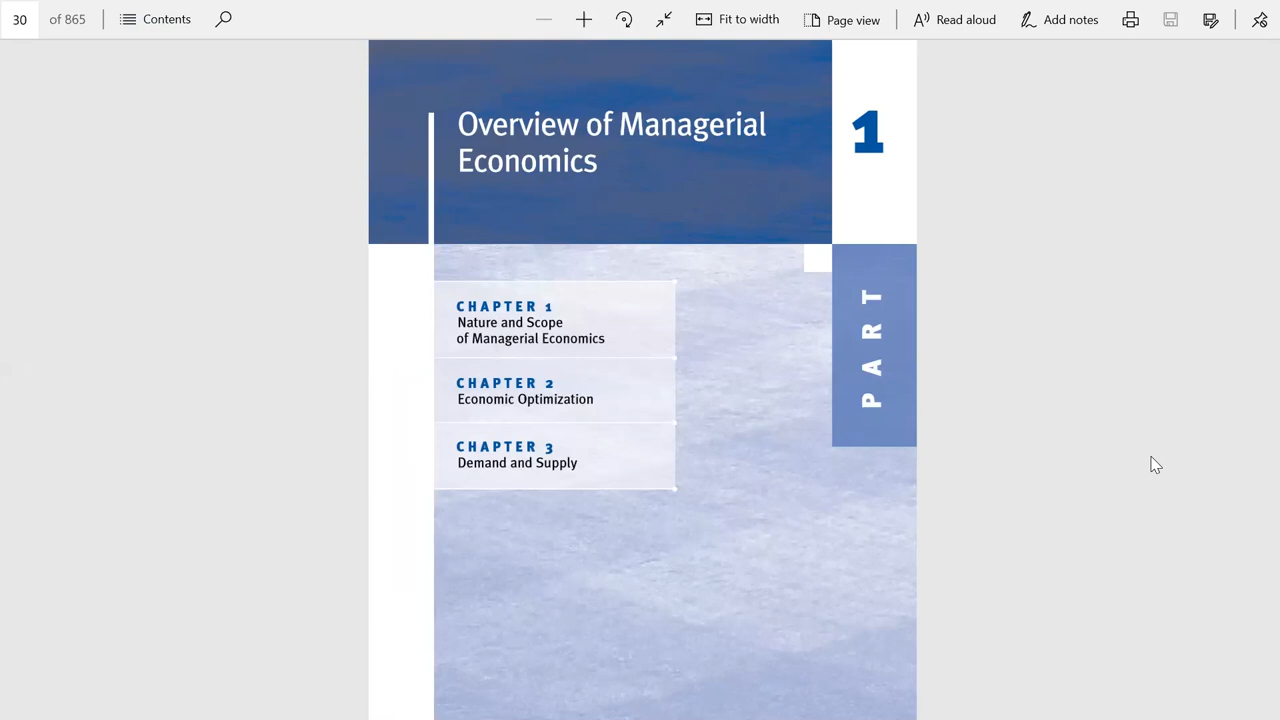 30 of 865 Contents Fit to width Page view Read aloud Add notes
Overview of Managerial
Economics
1
PART
CHAPTER 1
Nature and Scope
of Managerial Economics
CHAPTER 2
Economic Optimization
CHAPTER 3
Demand and Supply